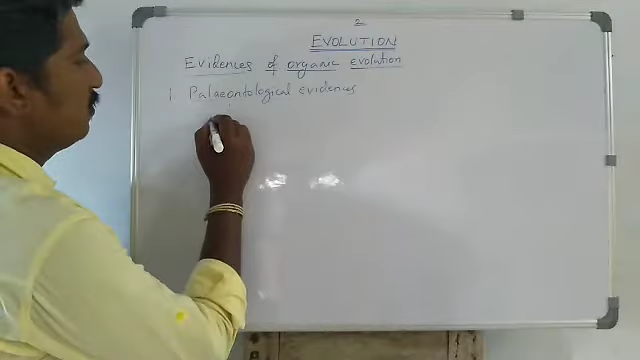 2
EVOLUTION
Evidences of organic evolution
1 Palaeontological evidences